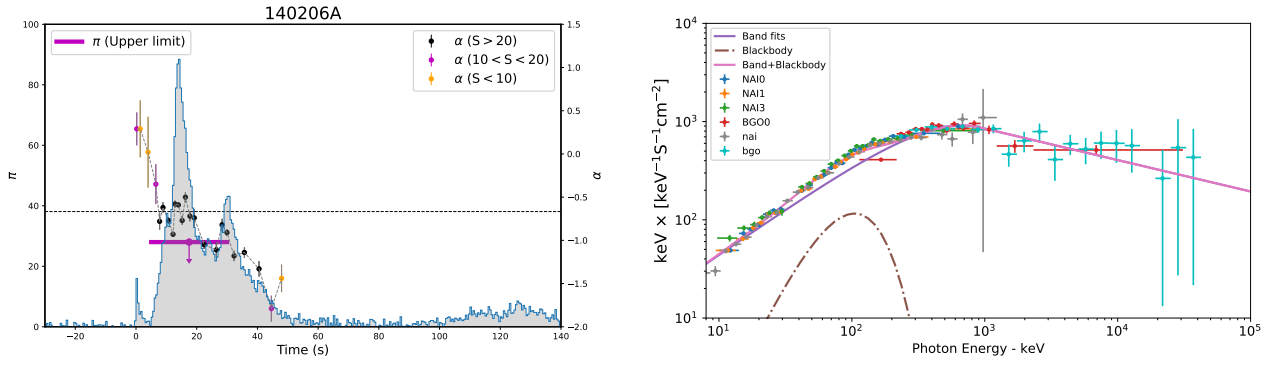 140206A
π (Upper limit)
α (S > 20)
α (10 < S < 20)
α (S < 10)
100
80
60
40
20
0
π
1.5
1.0
0.5
0.0
−0.5
−1.0
−1.5
−2.0
α
−20 0 20 40 60 80 100 120 140
Time (s)
Band fits
Blackbody
Band+Blackbody
NAI0
NAI1
NAI3
BGO0
nai
bgo
10⁴
10³
10²
10¹
keV × [keV⁻¹S⁻¹cm⁻²]
10¹ 10² 10³ 10⁴ 10⁵
Photon Energy - keV